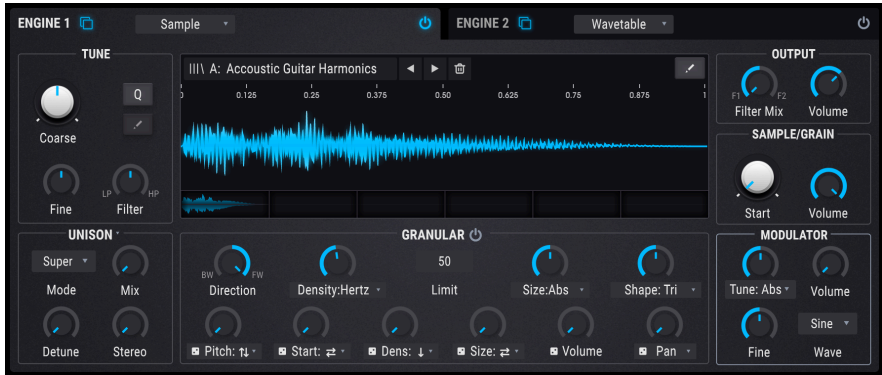 ENGINE 1 Sample ENGINE 2 Wavetable
TUNE
Q
Coarse
LP HP
Fine Filter
UNISON
Super
Mode Mix
Detune Stereo
A: Accoustic Guitar Harmonics
0 0.125 0.25 0.375 0.50 0.625 0.75 0.875 1
GRANULAR
50
BW FW
Direction Density:Hertz Limit Size:Abs Shape: Tri
Pitch: Start: Dens: Size: Volume Pan
OUTPUT
F1 F2
Filter Mix Volume
SAMPLE/GRAIN
Start Volume
MODULATOR
Tune: Abs Volume
Sine
Fine Wave